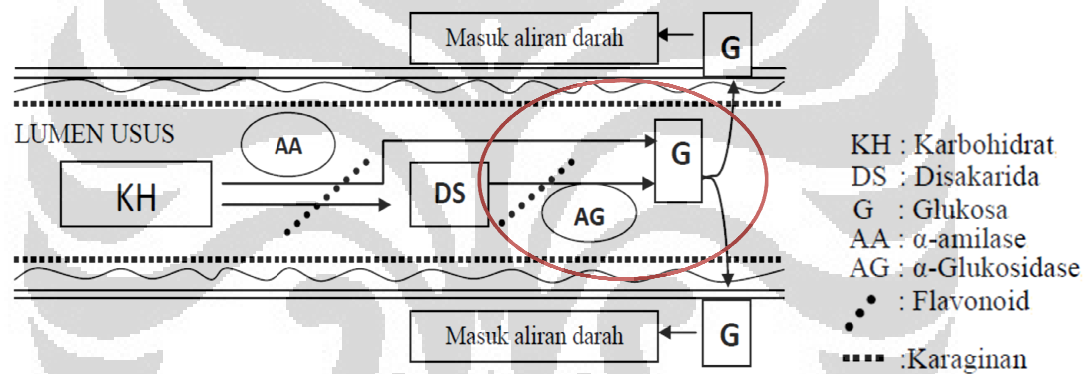 Masuk aliran darah
G
LUMEN USUS
AA
KH
DS
G
AG
Masuk aliran darah
G
KH : Karbohidrat
DS : Disakarida
G : Glukosa
AA : α-amilase
AG : α-Glukosidase
: Flavonoid
:Karaginan